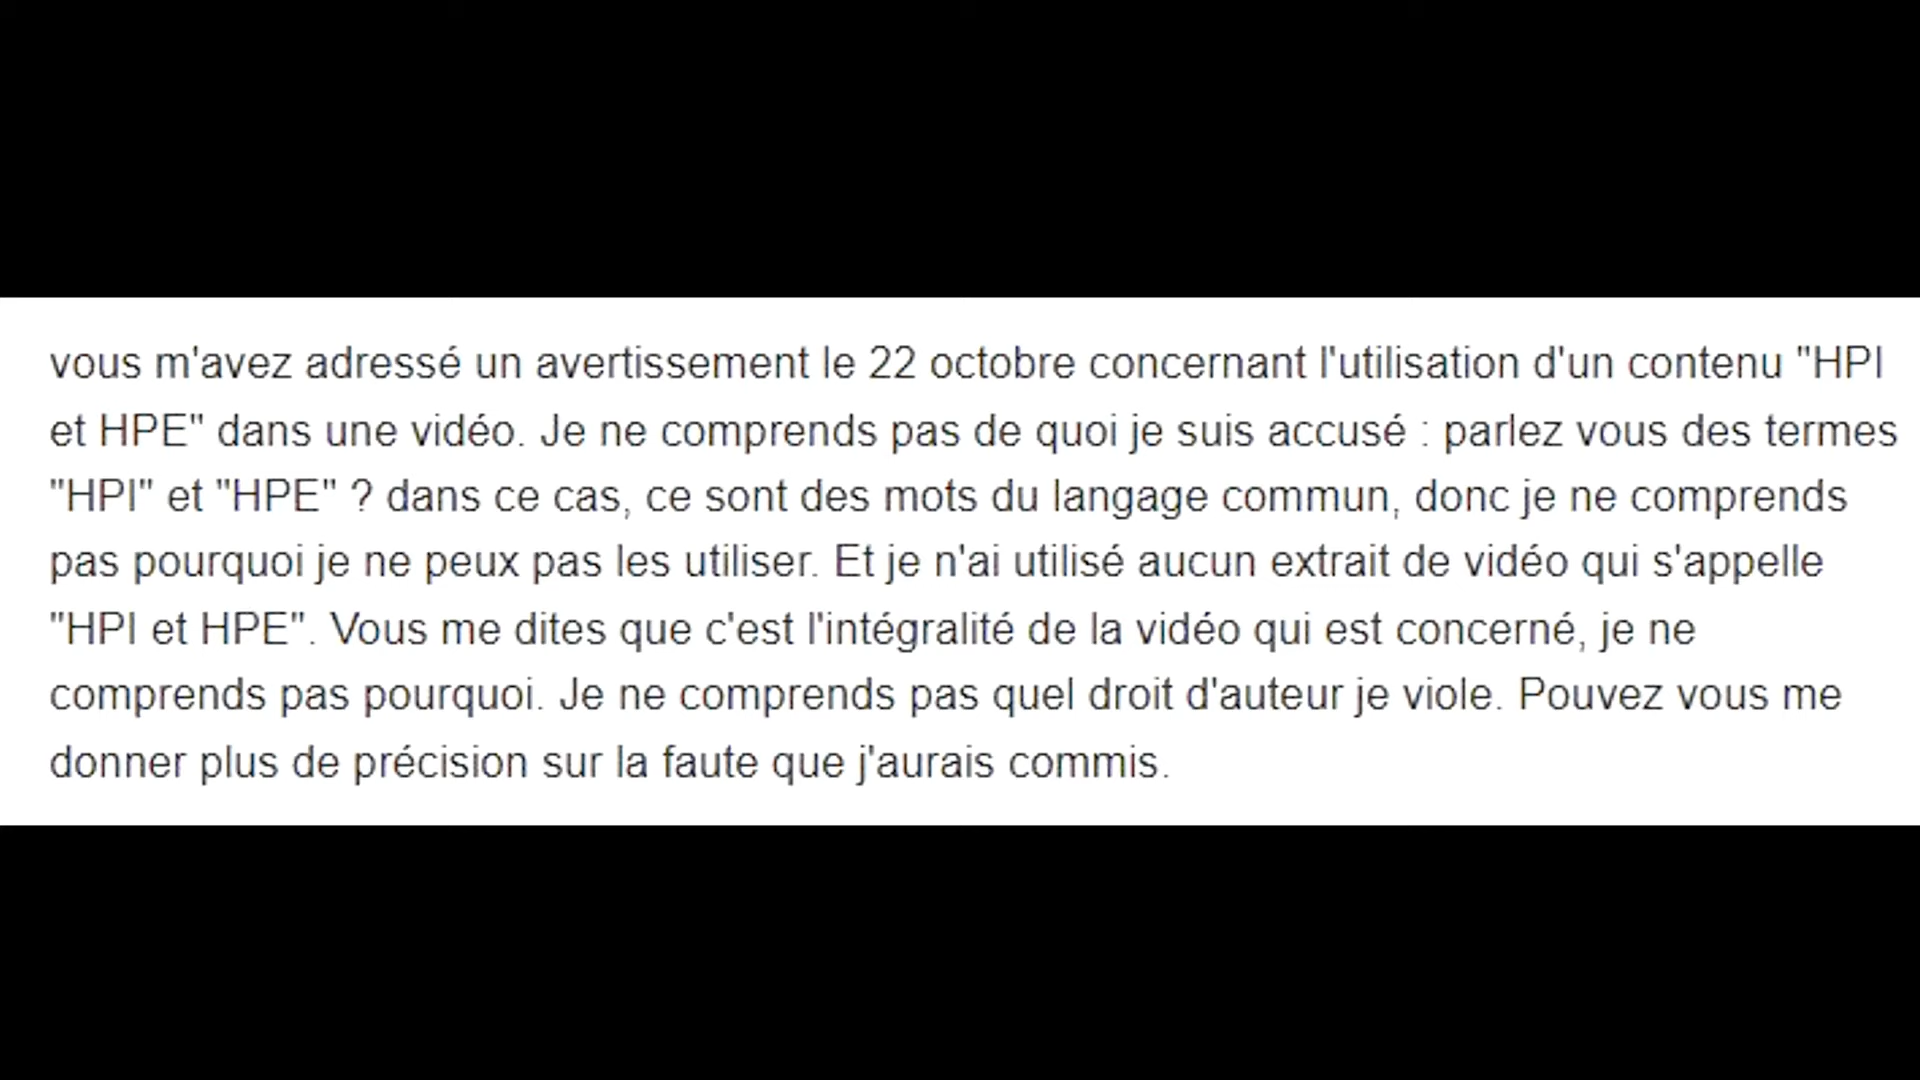 vous m'avez adressé un avertissement le 22 octobre concernant l'utilisation d'un contenu "HPI
et HPE" dans une vidéo. Je ne comprends pas de quoi je suis accusé : parlez vous des termes
"HPI" et "HPE" ? dans ce cas, ce sont des mots du langage commun, donc je ne comprends
pas pourquoi je ne peux pas les utiliser. Et je n'ai utilisé aucun extrait de vidéo qui s'appelle
"HPI et HPE". Vous me dites que c'est l'intégralité de la vidéo qui est concerné, je ne
comprends pas pourquoi. Je ne comprends pas quel droit d'auteur je viole. Pouvez vous me
donner plus de précision sur la faute que j'aurais commis.